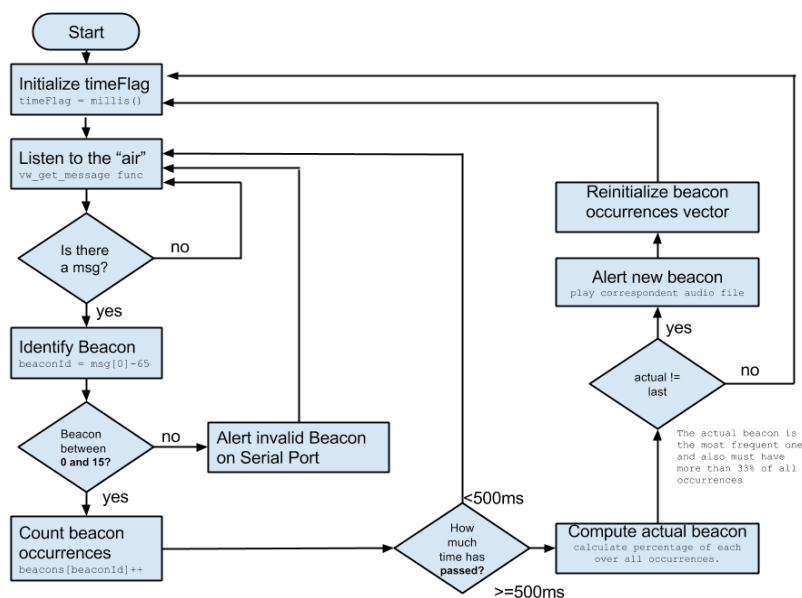 Start
Initialize timeFlag
timeFlag = millis()
Listen to the “air”
vw_get_message func
Is there
a msg?
no
yes
Identify Beacon
beaconId = msg[0]-65
Beacon
between
0 and 15?
no
Alert invalid Beacon
on Serial Port
yes
Count beacon
occurrences
beacons[beaconId]++
How
much
time has
passed?
<500ms
>=500ms
Compute actual beacon
calculate percentage of each
over all occurrences.
The actual beacon is
the most frequent one
and also must have
more than 33% of all
occurrences
actual !=
last
no
yes
Alert new beacon
play correspondent audio file
Reinitialize beacon
occurrences vector